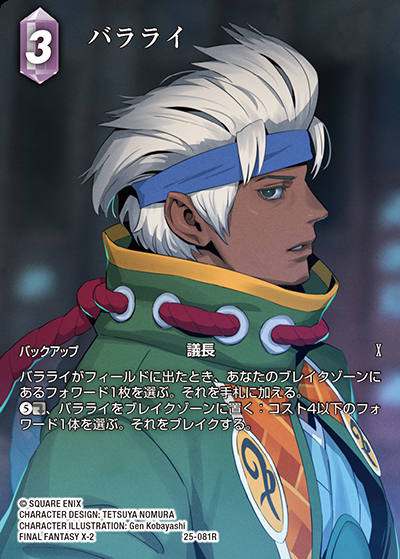 3
バラライ
バックアップ 議長 X
バラライがフィールドに出たとき、あなたのブレイクゾーンに
あるフォワード1枚を選ぶ。それを手札に加える。
5、バラライをブレイクゾーンに置く：コスト4以下のフォ
ワード1体を選ぶ。それをブレイクする。
© SQUARE ENIX
CHARACTER DESIGN: TETSUYA NOMURA
CHARACTER ILLUSTRATION: Gen Kobayashi
FINAL FANTASY X-2 25-081R